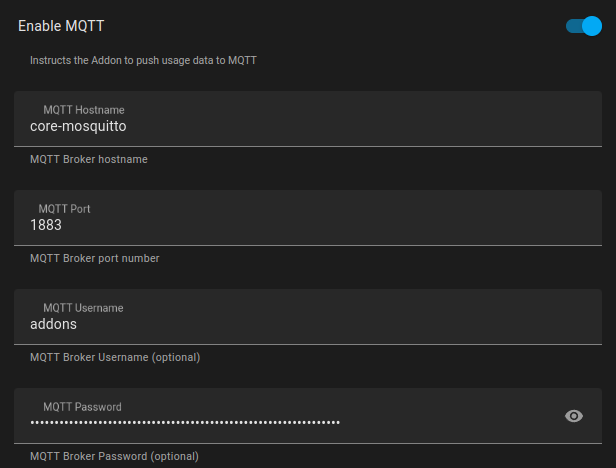 Enable MQTT
Instructs the Addon to push usage data to MQTT
MQTT Hostname
core-mosquitto
MQTT Broker hostname
MQTT Port
1883
MQTT Broker port number
MQTT Username
addons
MQTT Broker Username (optional)
MQTT Password
MQTT Broker Password (optional)